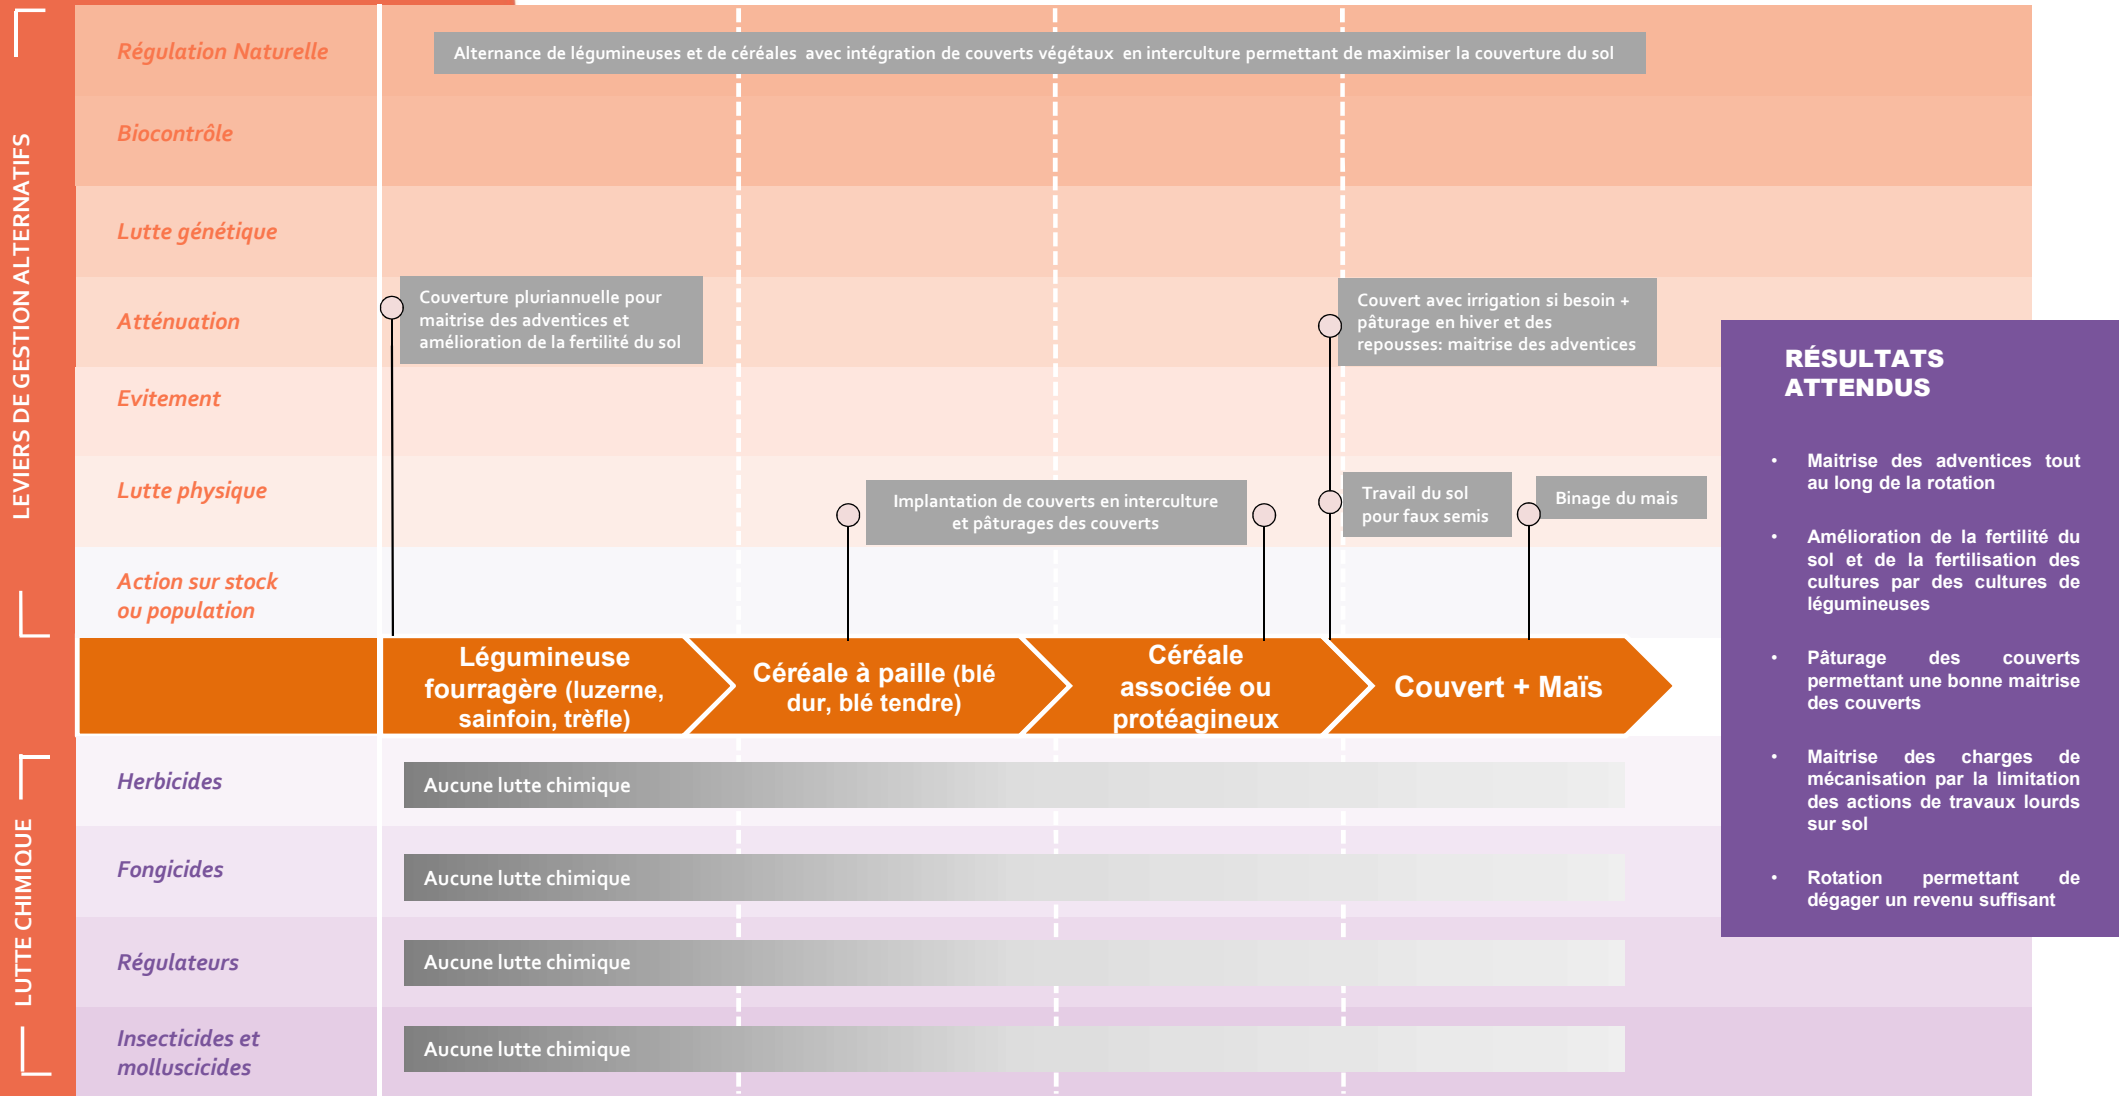 LEVIERS DE GESTION ALTERNATIFS
Régulation Naturelle
Alternance de légumineuses et de céréales avec intégration de couverts végétaux en interculture permettant de maximiser la couverture du sol
Biocontrôle
Lutte génétique
Atténuation
Couverture pluriannuelle pour
maitrise des adventices et
amélioration de la fertilité du sol
Couvert avec irrigation si besoin +
pâturage en hiver et des
repousses: maitrise des adventices
Evitement
Lutte physique
Implantation de couverts en interculture
et pâturages des couverts
Travail du sol
pour faux semis
Binage du mais
Action sur stock
ou population
Légumineuse
fourragère (luzerne,
sainfoin, trèfle)
Céréale à paille (blé
dur, blé tendre)
Céréale
associée ou
protéagineux
Couvert + Maïs
LUTTE CHIMIQUE
Herbicides
Aucune lutte chimique
Fongicides
Aucune lutte chimique
Régulateurs
Aucune lutte chimique
Insecticides et
molluscicides
Aucune lutte chimique
RÉSULTATS
ATTENDUS
• Maitrise des adventices tout
au long de la rotation
• Amélioration de la fertilité du
sol et de la fertilisation des
cultures par des cultures de
légumineuses
• Pâturage des couverts
permettant une bonne maitrise
des couverts
• Maitrise des charges de
mécanisation par la limitation
des actions de travaux lourds
sur sol
• Rotation permettant de
dégager un revenu suffisant